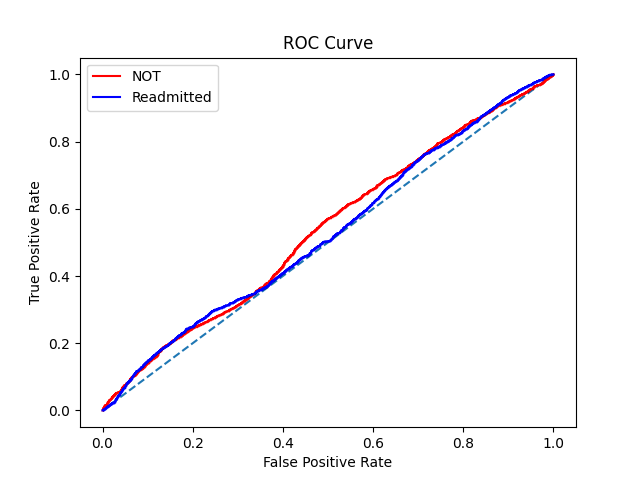 ROC Curve
NOT
Readmitted
True Positive Rate
1.0
0.8
0.6
0.4
0.2
0.0
0.0 0.2 0.4 0.6 0.8 1.0
False Positive Rate